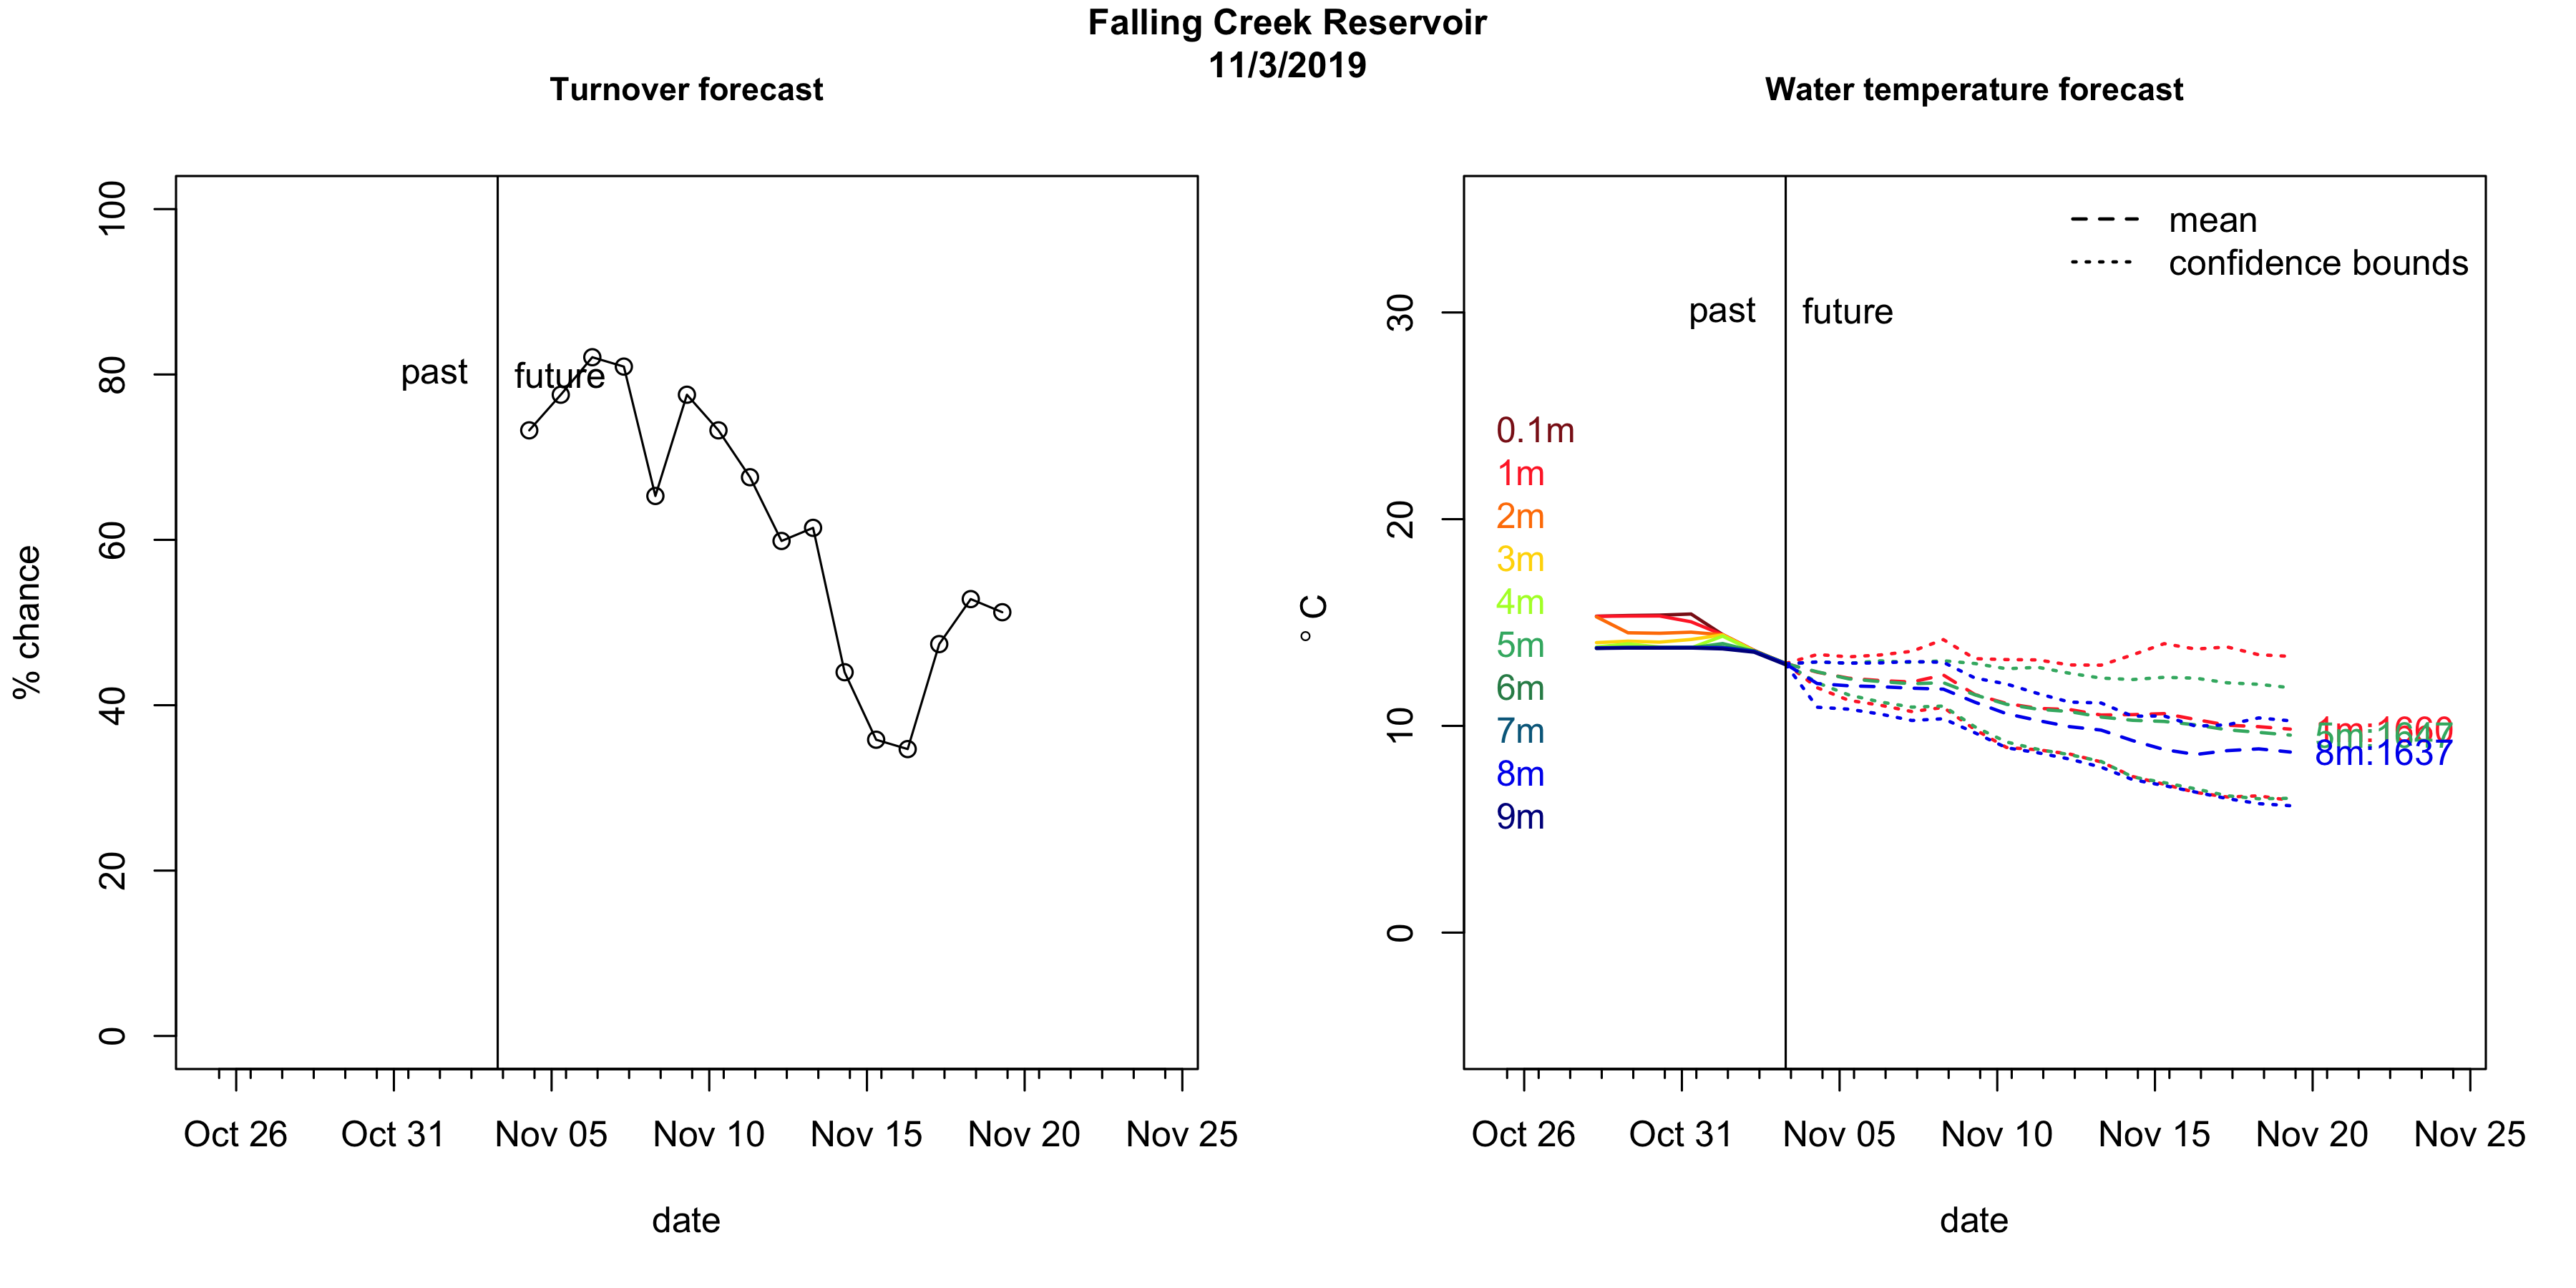 Falling Creek Reservoir
11/3/2019
Turnover forecast
% chance
100
80
60
40
20
0
past
future
Oct 26
Oct 31
Nov 05
Nov 10
Nov 15
Nov 20
Nov 25
date
Water temperature forecast
° C
30
20
10
0
mean
confidence bounds
past
future
0.1m
1m
2m
3m
4m
5m
6m
7m
8m
9m
1m:1660
8m:1637
Oct 26
Oct 31
Nov 05
Nov 10
Nov 15
Nov 20
Nov 25
date